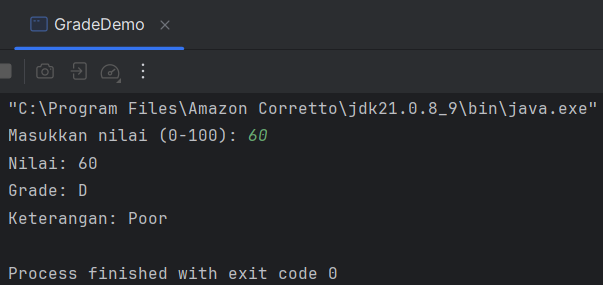 GradeDemo
"C:\Program Files\Amazon Corretto\jdk21.0.8_9\bin\java.exe"
Masukkan nilai (0-100): 60
Nilai: 60
Grade: D
Keterangan: Poor
Process finished with exit code 0